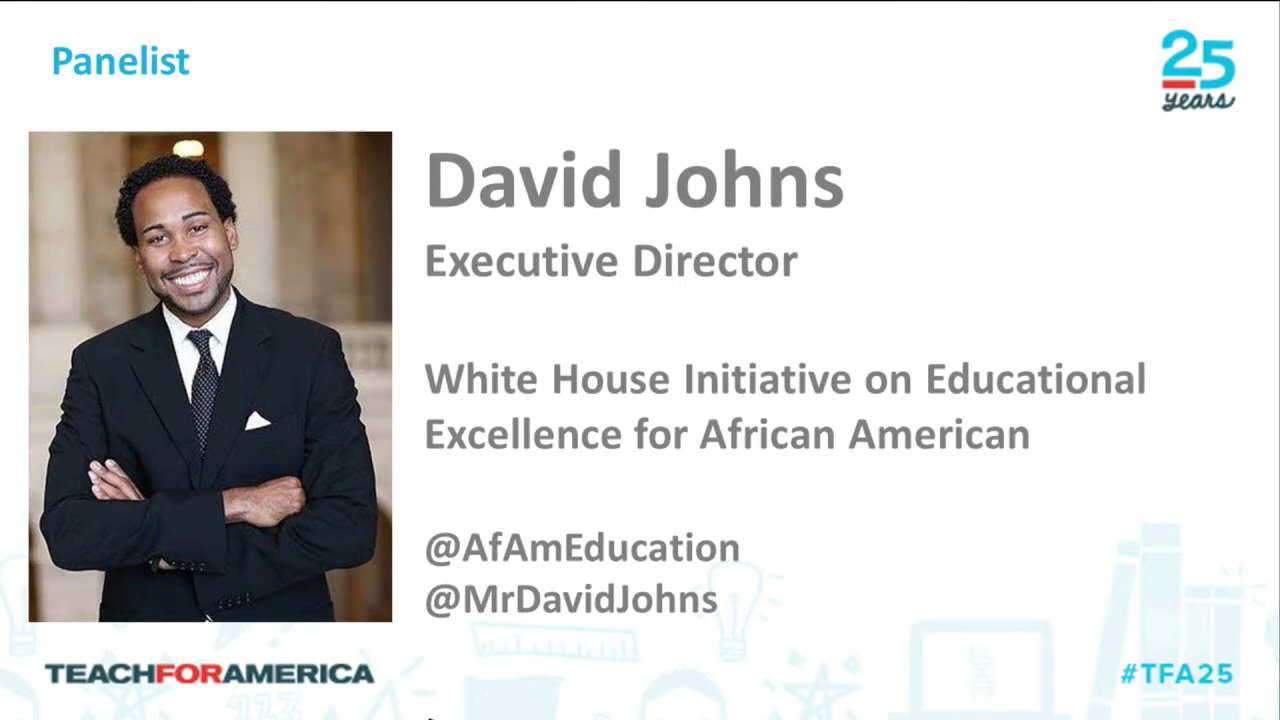 Panelist
25
years
David Johns
Executive Director
White House Initiative on Educational
Excellence for African American
@AfAmEducation
@MrDavidJohns
TEACHFORAMERICA
#TFA25
123